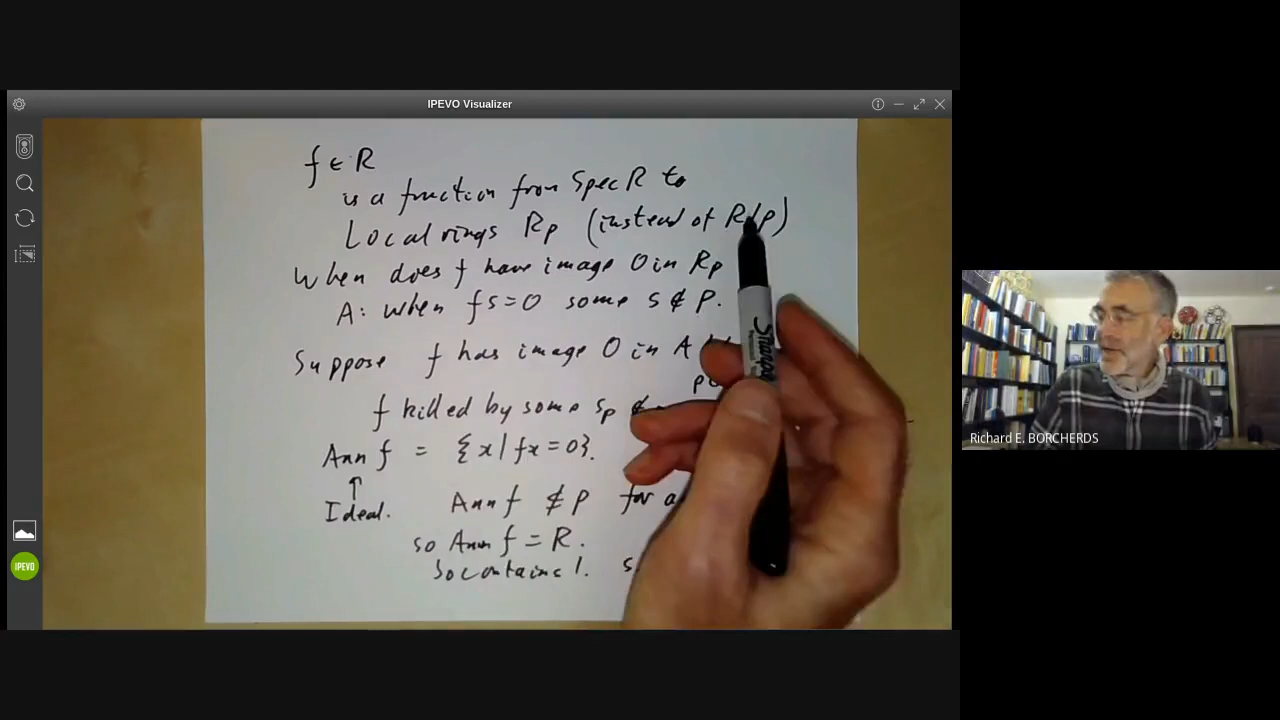 IPEVO Visualizer
f ∈ R
is a function from Spec R to
Local rings Rp (instead of R/p)
When does f have image 0 in Rp
A: when fs=0 some s ∉ p.
Suppose f has image 0 in
f killed by some sp ∉
Ann f = {x | fx=0}.
↑
Ideal. Ann f ⊄ p for
so Ann f = R.
So contains 1.
IPEVO
Sharpie
Richard E. BORCHERDS